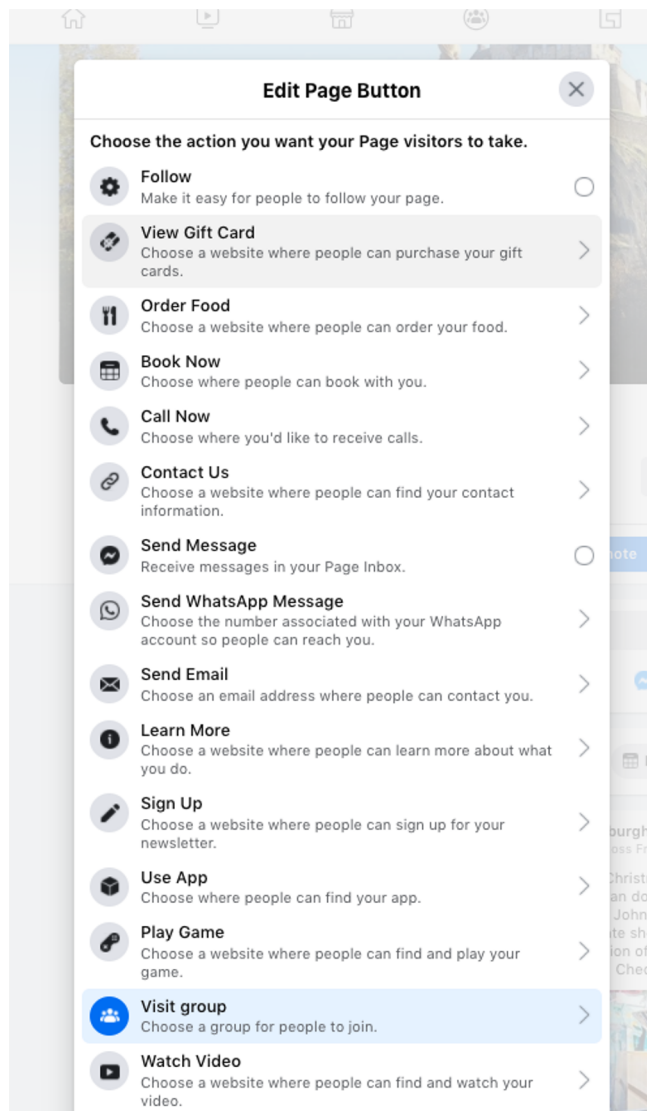 Edit Page Button
Choose the action you want your Page visitors to take.
Follow
Make it easy for people to follow your page.
View Gift Card
Choose a website where people can purchase your gift
cards.
Order Food
Choose a website where people can order your food.
Book Now
Choose where people can book with you.
Call Now
Choose where you'd like to receive calls.
Contact Us
Choose a website where people can find your contact
information.
Send Message
Receive messages in your Page Inbox.
Send WhatsApp Message
Choose the number associated with your WhatsApp
account so people can reach you.
Send Email
Choose an email address where people can contact you.
Learn More
Choose a website where people can learn more about what
you do.
Sign Up
Choose a website where people can sign up for your
newsletter.
Use App
Choose where people can find your app.
Play Game
Choose a website where people can find and play your
game.
Visit group
Choose a group for people to join.
Watch Video
Choose a website where people can find and watch your
video.